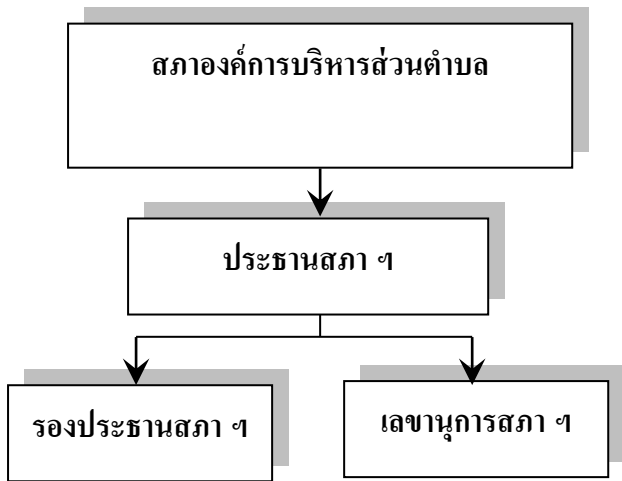 สภาองค์การบริหารส่วนตำบล
ประธานสภา ฯ
รองประธานสภา ฯ
เลขานุการสภา ฯ